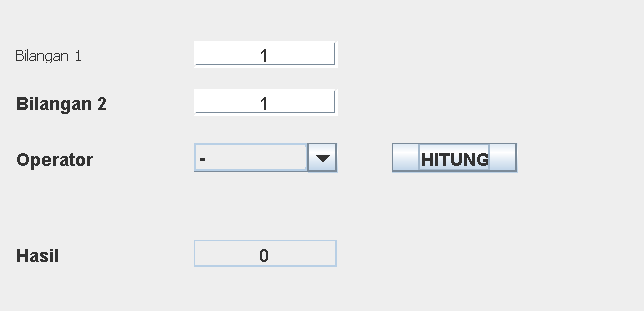 Bilangan 1 1
Bilangan 2 1
Operator - HITUNG
Hasil 0